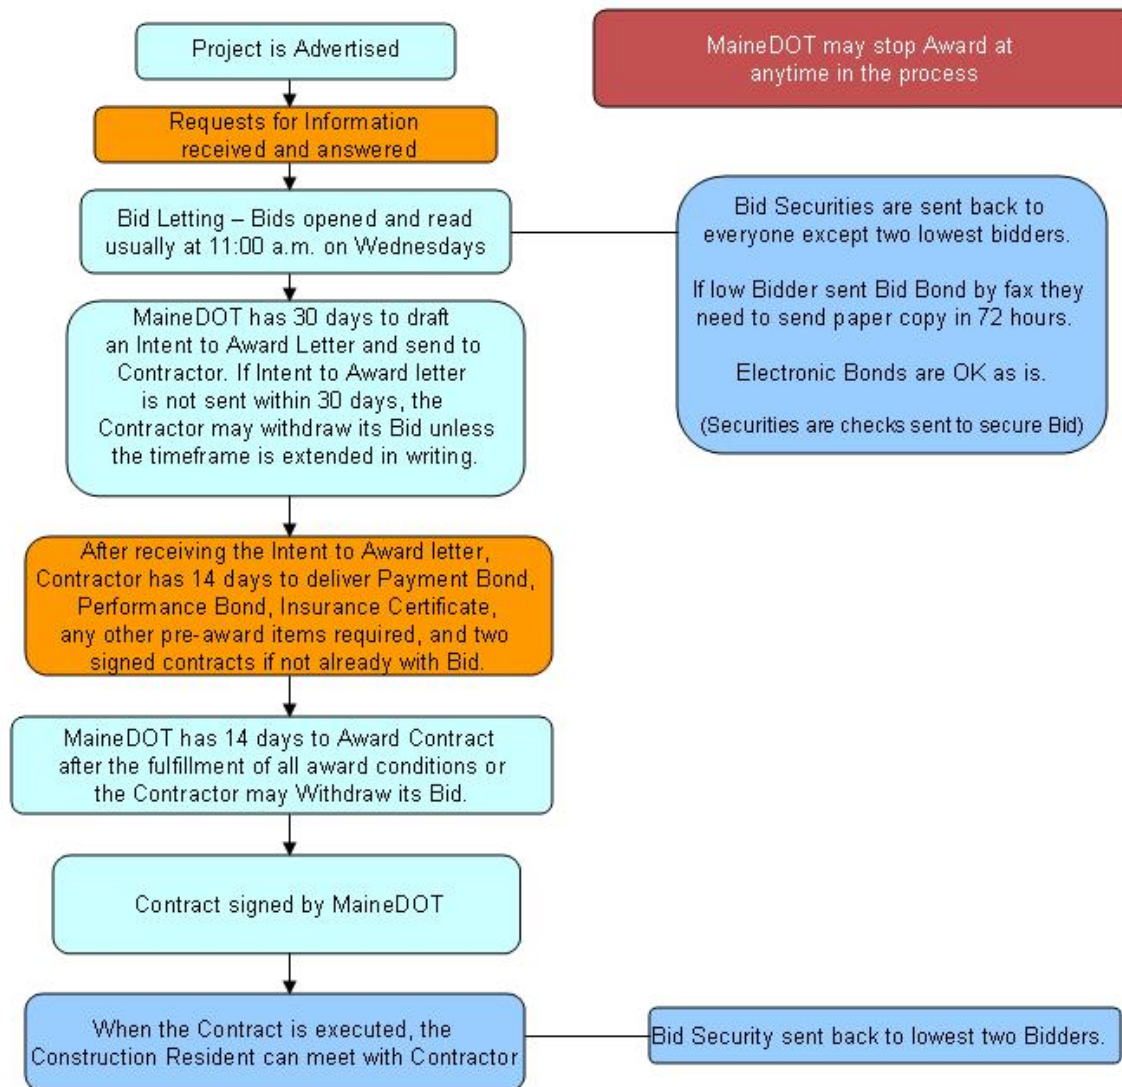 Project is Advertised
MaineDOT may stop Award at
anytime in the process
Requests for Information
received and answered
Bid Letting – Bids opened and read
usually at 11:00 a.m. on Wednesdays
Bid Securities are sent back to
everyone except two lowest bidders.
If low Bidder sent Bid Bond by fax they
need to send paper copy in 72 hours.
Electronic Bonds are OK as is.
(Securities are checks sent to secure Bid)
MaineDOT has 30 days to draft
an Intent to Award Letter and send to
Contractor. If Intent to Award letter
is not sent within 30 days, the
Contractor may withdraw its Bid unless
the timeframe is extended in writing.
After receiving the Intent to Award letter,
Contractor has 14 days to deliver Payment Bond,
Performance Bond, Insurance Certificate,
any other pre-award items required, and two
signed contracts if not already with Bid.
MaineDOT has 14 days to Award Contract
after the fulfillment of all award conditions or
the Contractor may Withdraw its Bid.
Contract signed by MaineDOT
When the Contract is executed, the
Construction Resident can meet with Contractor
Bid Security sent back to lowest two Bidders.